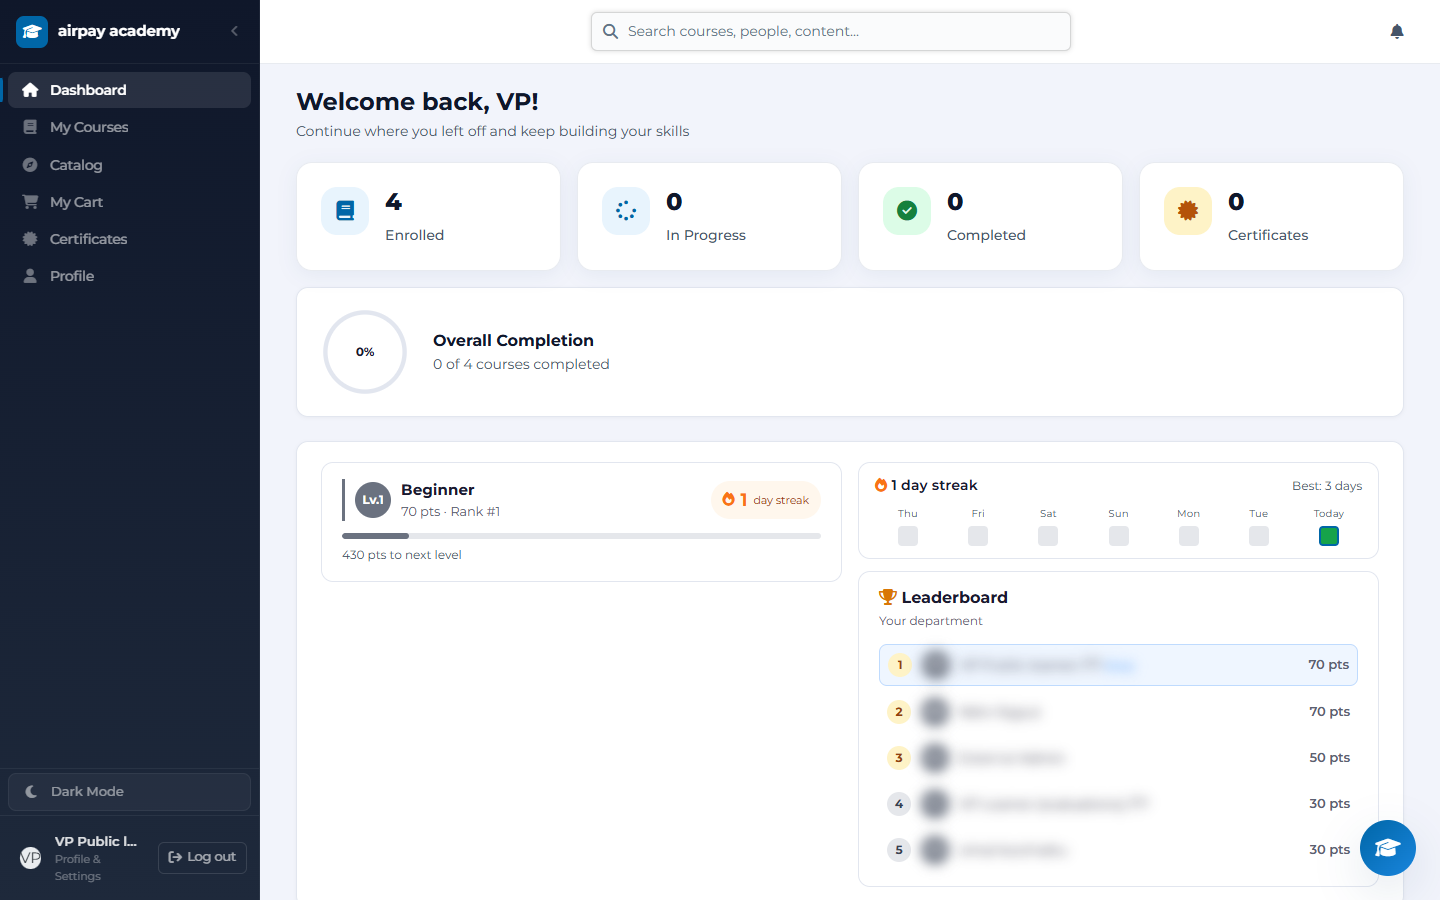 airpay academy
Search courses, people, content...
Dashboard
My Courses
Catalog
My Cart
Certificates
Profile
Dark Mode
VP
VP Public l...
Profile &
Settings
Log out
Welcome back, VP!
Continue where you left off and keep building your skills
4
Enrolled
0
In Progress
0
Completed
0
Certificates
0%
Overall Completion
0 of 4 courses completed
Lv.1
Beginner
70 pts · Rank #1
1 day streak
430 pts to next level
1 day streak
Best: 3 days
Thu Fri Sat Sun Mon Tue Today
Leaderboard
Your department
1 70 pts
2 70 pts
3 50 pts
4 30 pts
5 30 pts